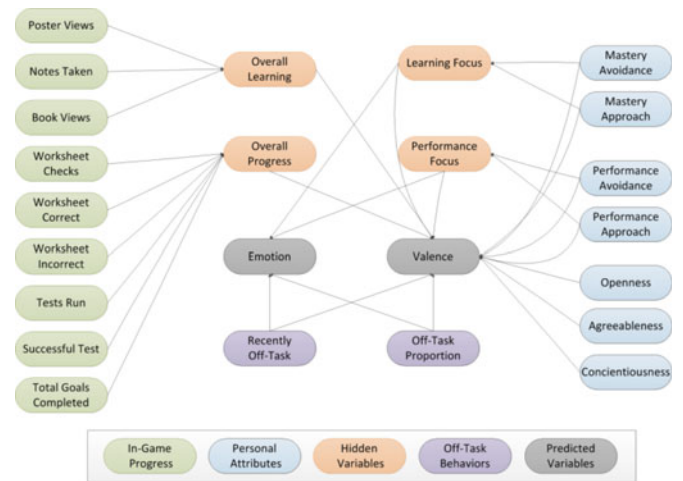 Poster Views
Notes Taken
Book Views
Worksheet
Checks
Worksheet
Correct
Worksheet
Incorrect
Tests Run
Successful Test
Total Goals
Completed
Overall
Learning
Overall
Progress
Emotion
Recently
Off-Task
Learning Focus
Performance
Focus
Valence
Off-Task
Proportion
Mastery
Avoidance
Mastery
Approach
Performance
Avoidance
Performance
Approach
Openness
Agreeableness
Concientiousness
In-Game
Progress
Personal
Attributes
Hidden
Variables
Off-Task
Behaviors
Predicted
Variables